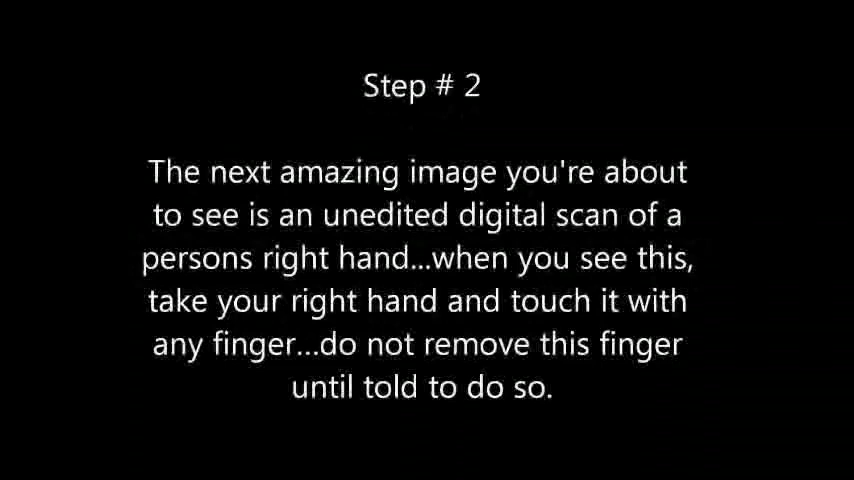 Step # 2
The next amazing image you're about
to see is an unedited digital scan of a
persons right hand...when you see this,
take your right hand and touch it with
any finger...do not remove this finger
until told to do so.